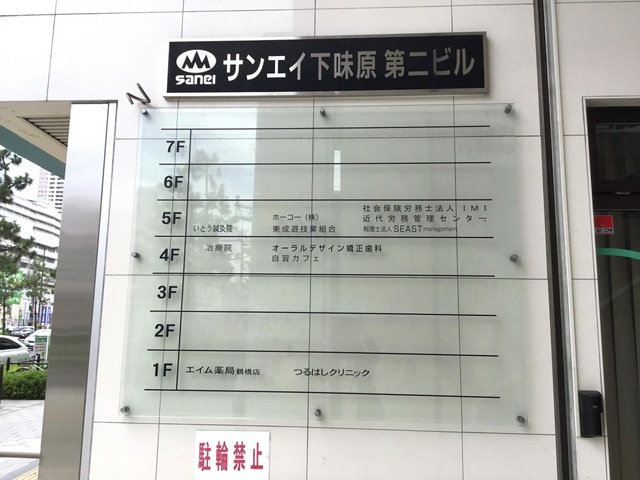 sanei サンエイ下味原 第二ビル
7F
6F
5F いとう鍼灸院 ホーコー(株) 東成遊技業組合 社会保険労務士法人 IMI
近代労務管理センター
税理士法人 SEAST management
4F 治療院 オーラルデザイン矯正歯科
自習カフェ
3F
2F
1F エイム薬局 鶴橋店 つるはしクリニック
駐輪禁止